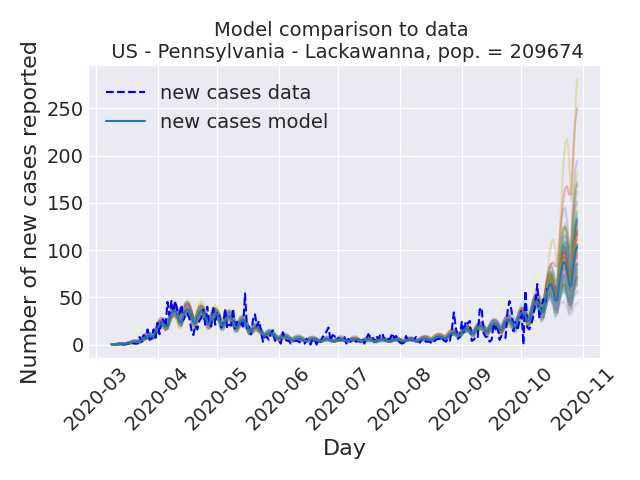 Model comparison to data
US - Pennsylvania - Lackawanna, pop. = 209674
Number of new cases reported
250
200
150
100
50
0
new cases data
new cases model
2020-03
2020-04
2020-05
2020-06
2020-07
2020-08
2020-09
2020-10
2020-11
Day